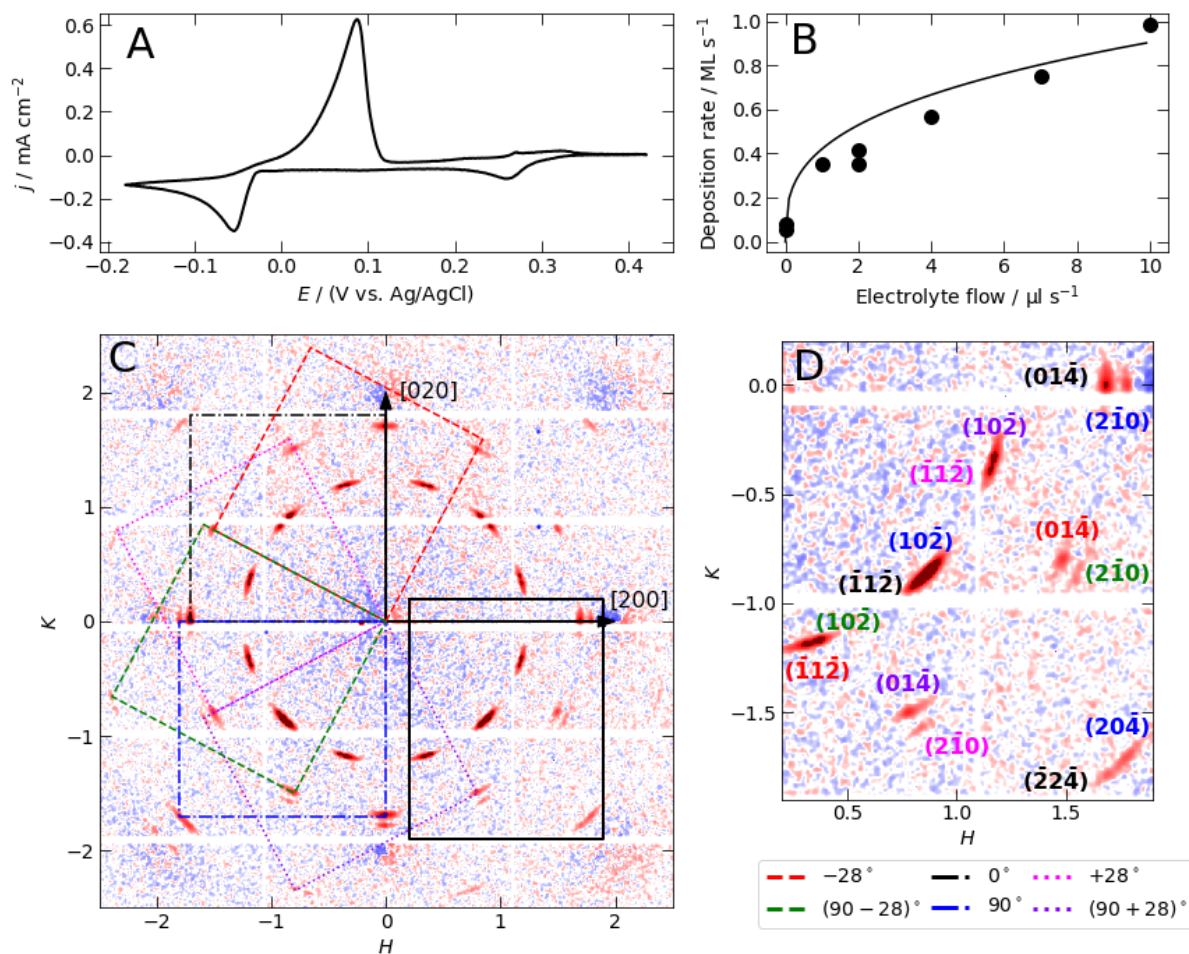 A
0.6
0.4
0.2
0.0
−0.2
−0.4
j / mA cm⁻²
−0.2 −0.1 0.0 0.1 0.2 0.3 0.4
E / (V vs. Ag/AgCl)
B
1.0
0.8
0.6
0.4
0.2
0.0
Deposition rate / ML s⁻¹
0 2 4 6 8 10
Electrolyte flow / µl s⁻¹
C
[020]
[200]
2
1
0
−1
−2
K
−2 −1 0 1 2
H
D
0.0
−0.5
−1.0
−1.5
K
(014̄)
(2̄10)
(102̄)
(1̄12̄)
(014̄)
(102̄)
(21̄0)
(1̄12̄)
(102̄)
(1̄12̄)
(014̄)
(204̄)
(21̄0)
(2̄24̄)
0.5 1.0 1.5
H
−28° 0° +28°
(90 − 28)° 90° (90 + 28)°